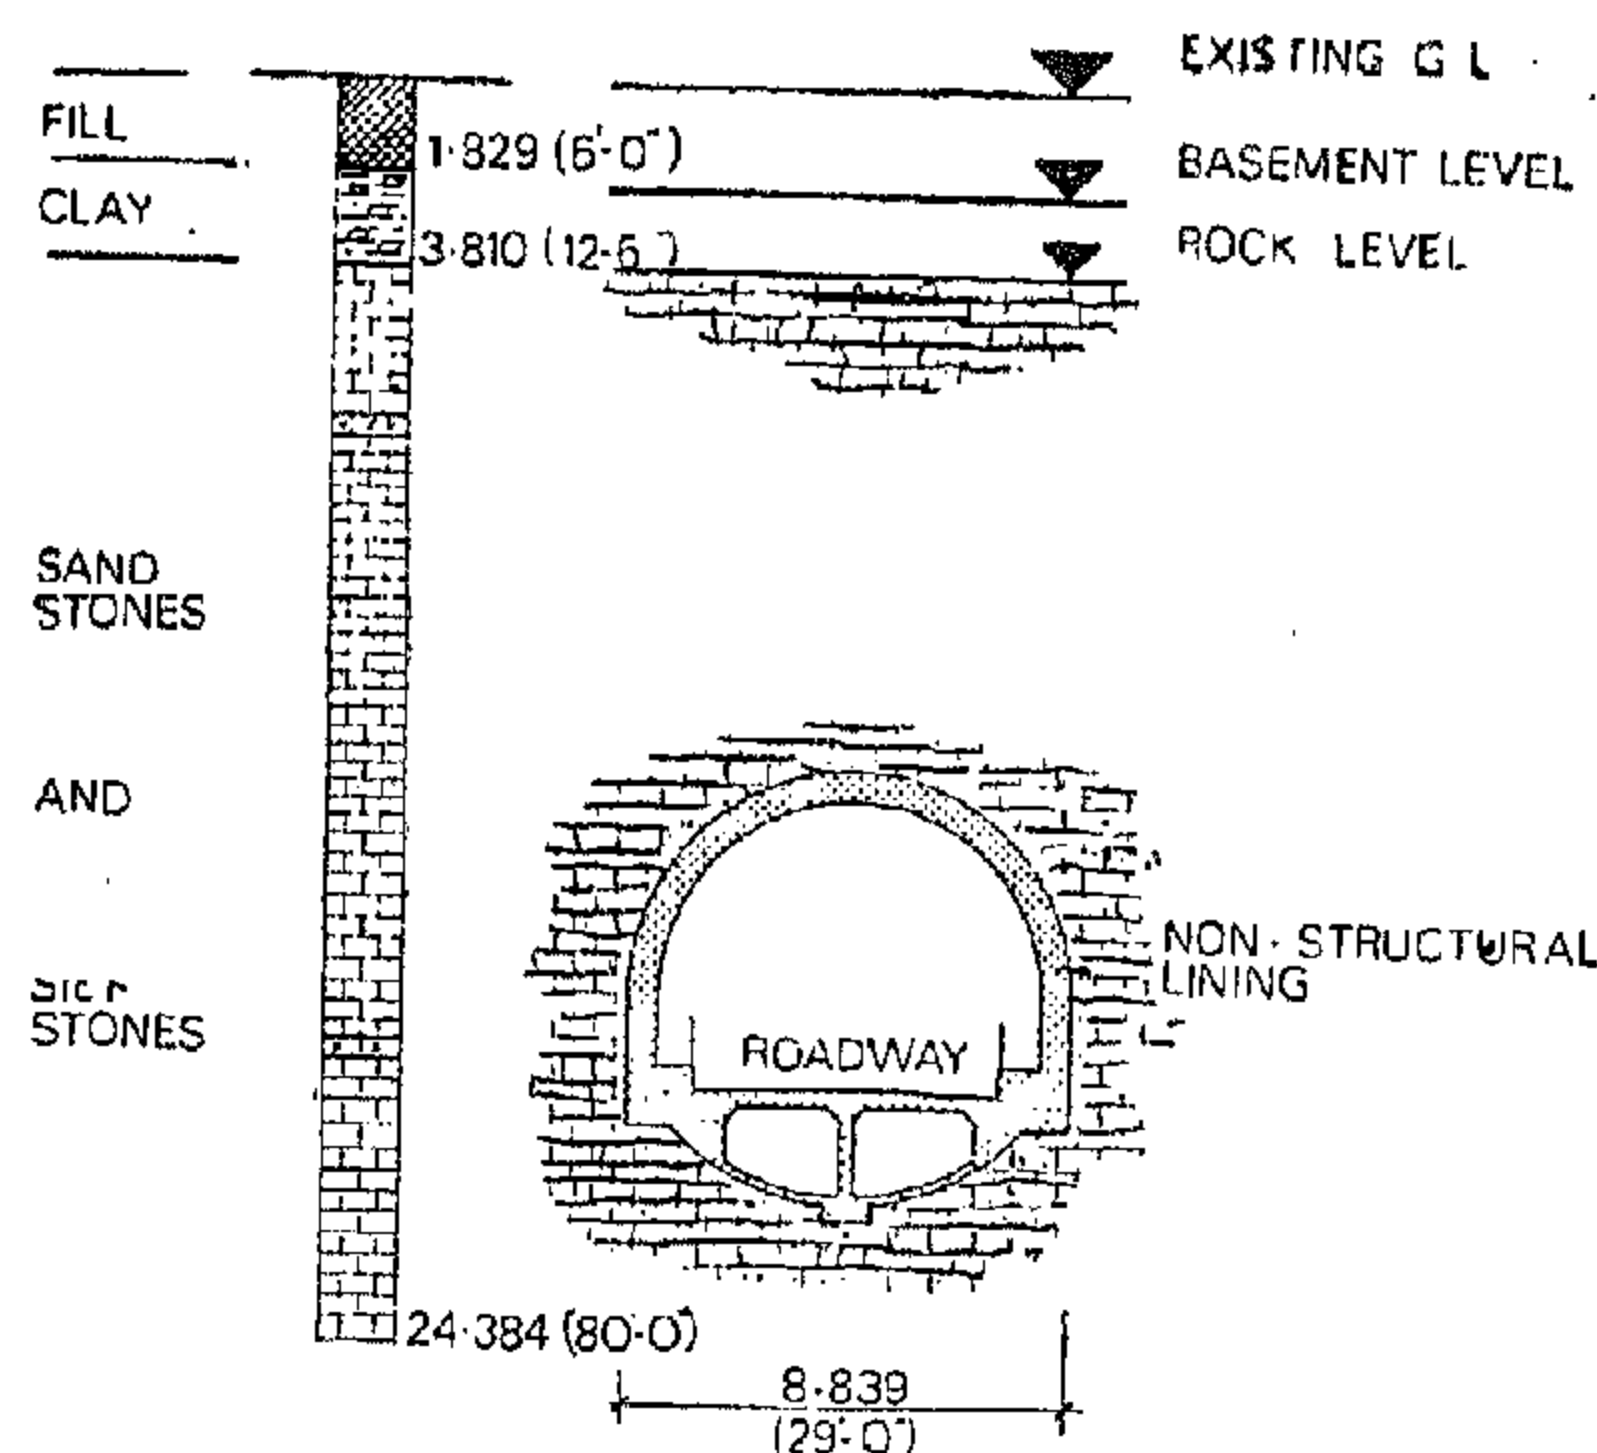 EXISTING G L
FILL
1·829 (6'-0")
BASEMENT LEVEL
CLAY
3·810 (12-6")
ROCK LEVEL
SAND
STONES
AND
STONES
NON-STRUCTURAL
LINING
ROADWAY
24·384 (80'-0")
8·839
(29'-0")